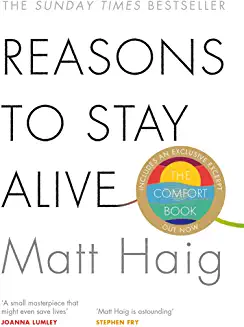 THE SUNDAY TIMES BESTSELLER
REASONS
TO STAY
ALIVE
INCLUDES AN EXCLUSIVE EXCERPT
THE
COMFORT
BOOK
OUT NOW
Matt Haig
'A small masterpiece that
might even save lives'
JOANNA LUMLEY
'Matt Haig is astounding'
STEPHEN FRY